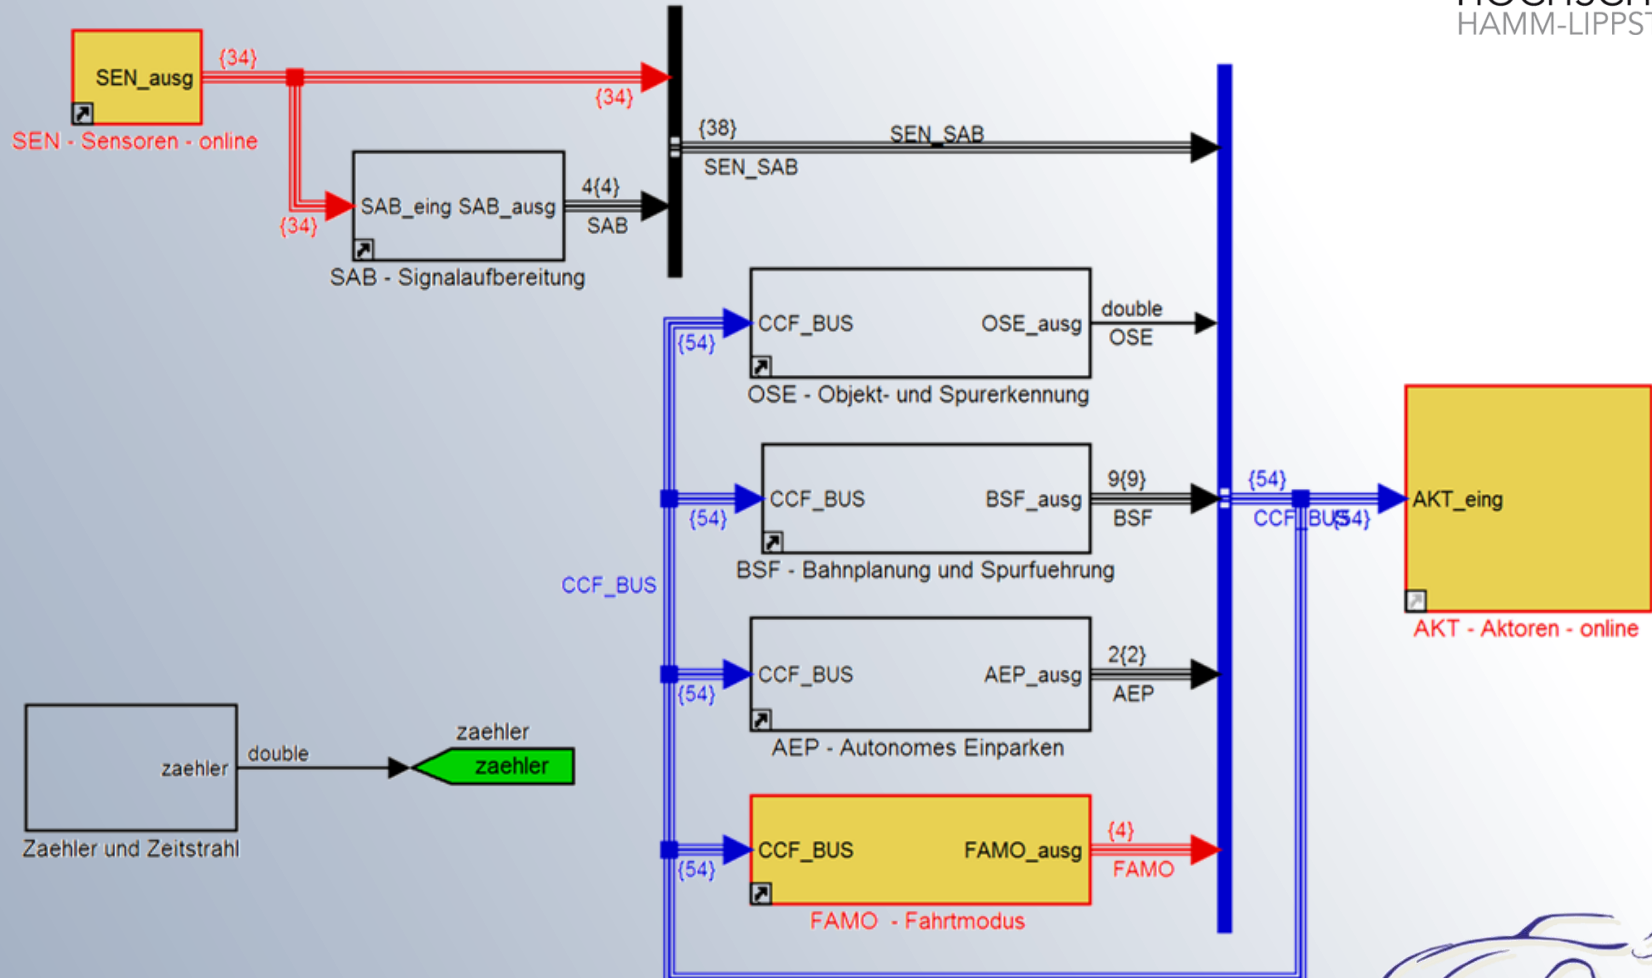 HAMM-LIPPST
{34}
SEN_ausg
{34}
SEN - Sensoren - online
{38}
SEN_SAB
SEN_SAB
4{4}
SAB_eing SAB_ausg
{34}
SAB
SAB - Signalaufbereitung
double
CCF_BUS
OSE_ausg
{54}
OSE
OSE - Objekt- und Spurerkennung
9{9}
{54}
CCF_BUS
BSF_ausg
AKT_eing
{54}
BSF
CCF_BUS
{54}
BSF - Bahnplanung und Spurfuehrung
CCF_BUS
AKT - Aktoren - online
2{2}
CCF_BUS
AEP_ausg
{54}
AEP
AEP - Autonomes Einparken
zaehler
double
zaehler
zaehler
Zaehler und Zeitstrahl
{4}
CCF_BUS
FAMO_ausg
{54}
FAMO
FAMO - Fahrtmodus